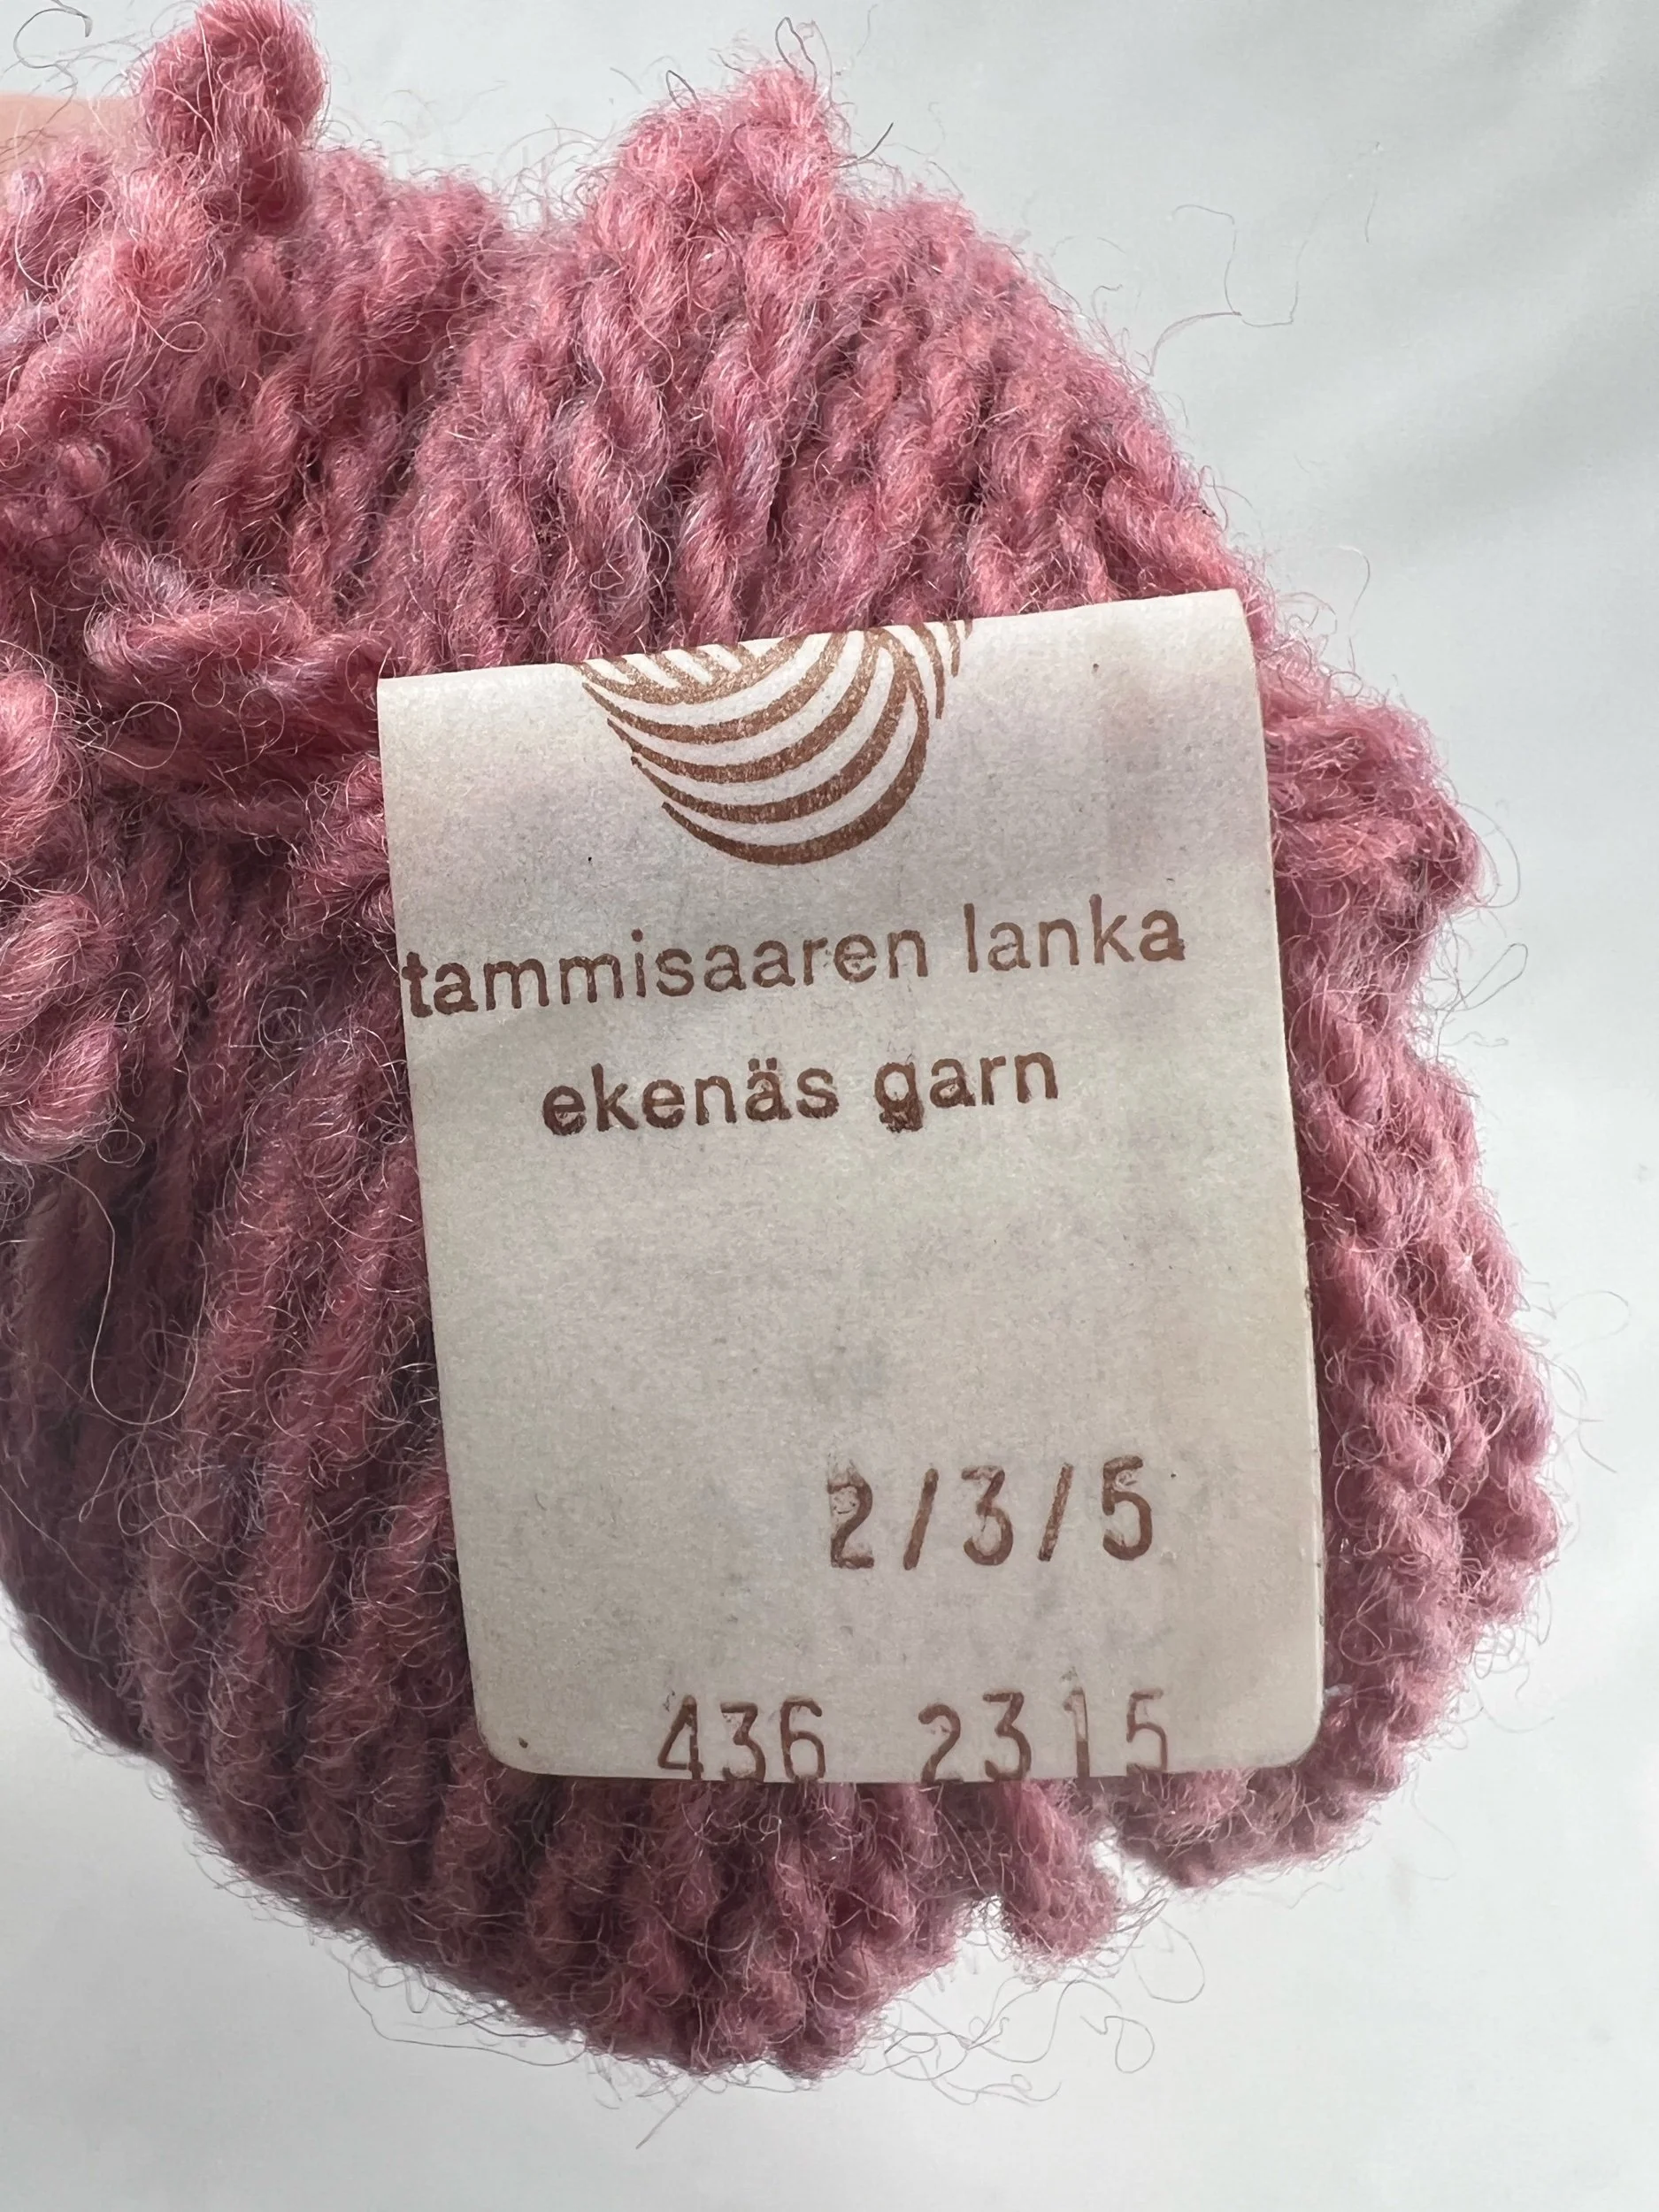 tammisaaren lanka
ekenäs garn
2/3/5
436 2315